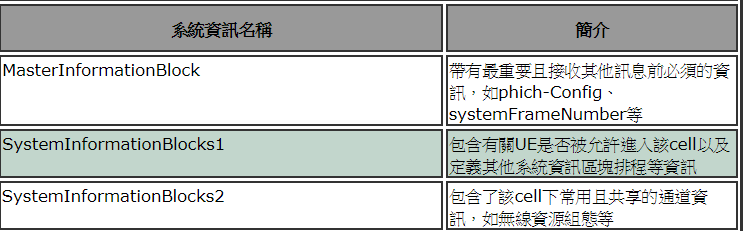 系統資訊名稱
簡介
MasterInformationBlock
帶有最重要且接收其他訊息前必須的資
訊，如phich-Config、
systemFrameNumber等
SystemInformationBlocks1
包含有關UE是否被允許進入該cell以及
定義其他系統資訊區塊排程等資訊
SystemInformationBlocks2
包含了該cell下常用且共享的通道資
訊，如無線資源組態等